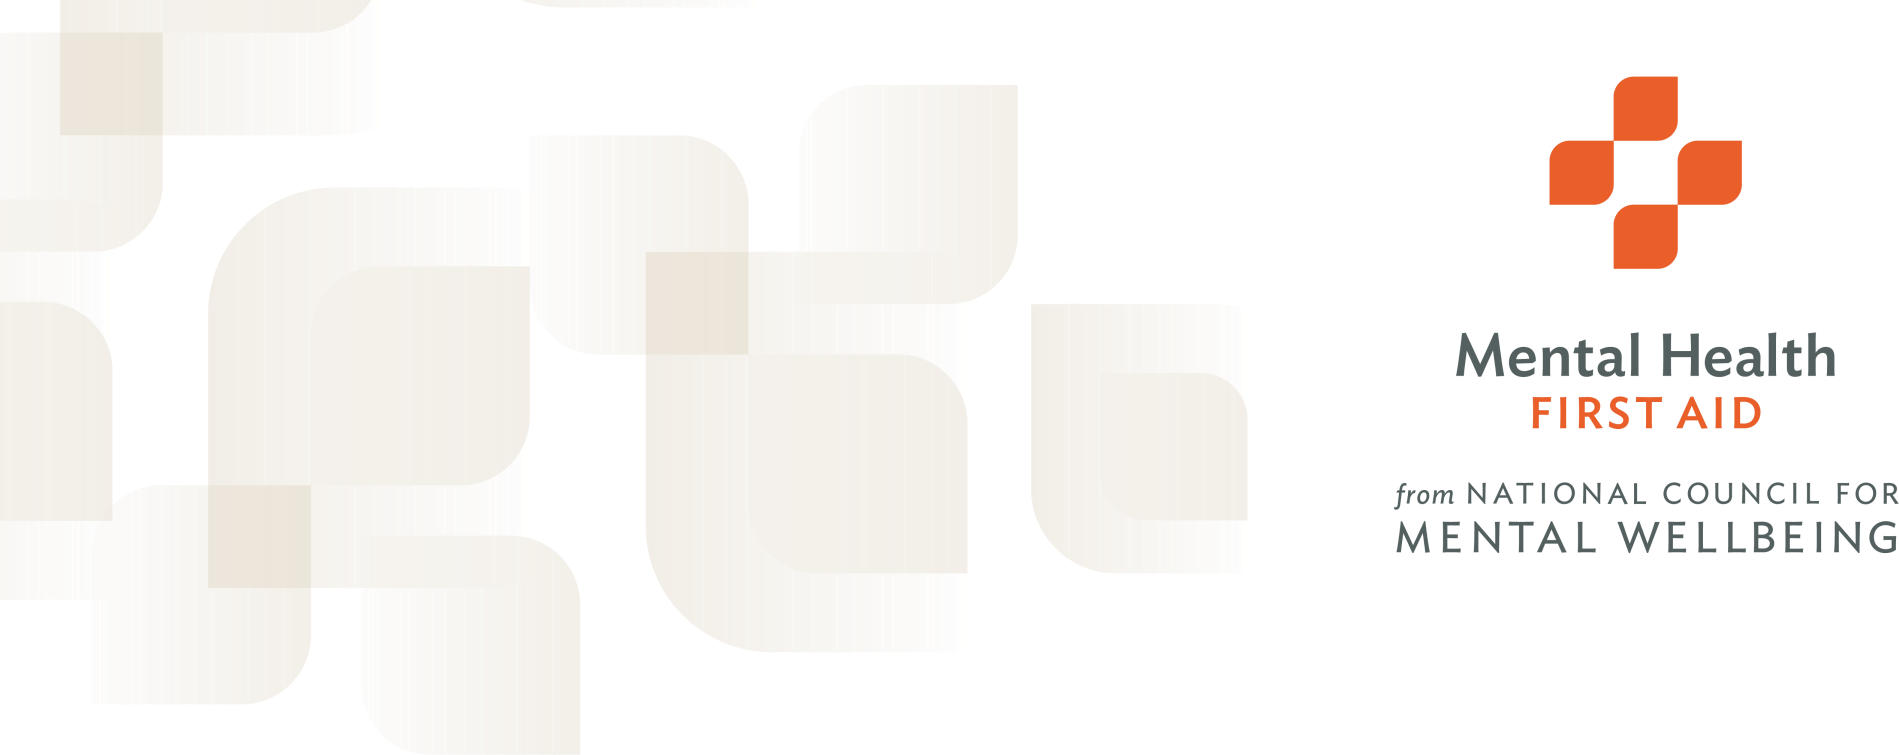 Mental Health
FIRST AID
from NATIONAL COUNCIL FOR
MENTAL WELLBEING